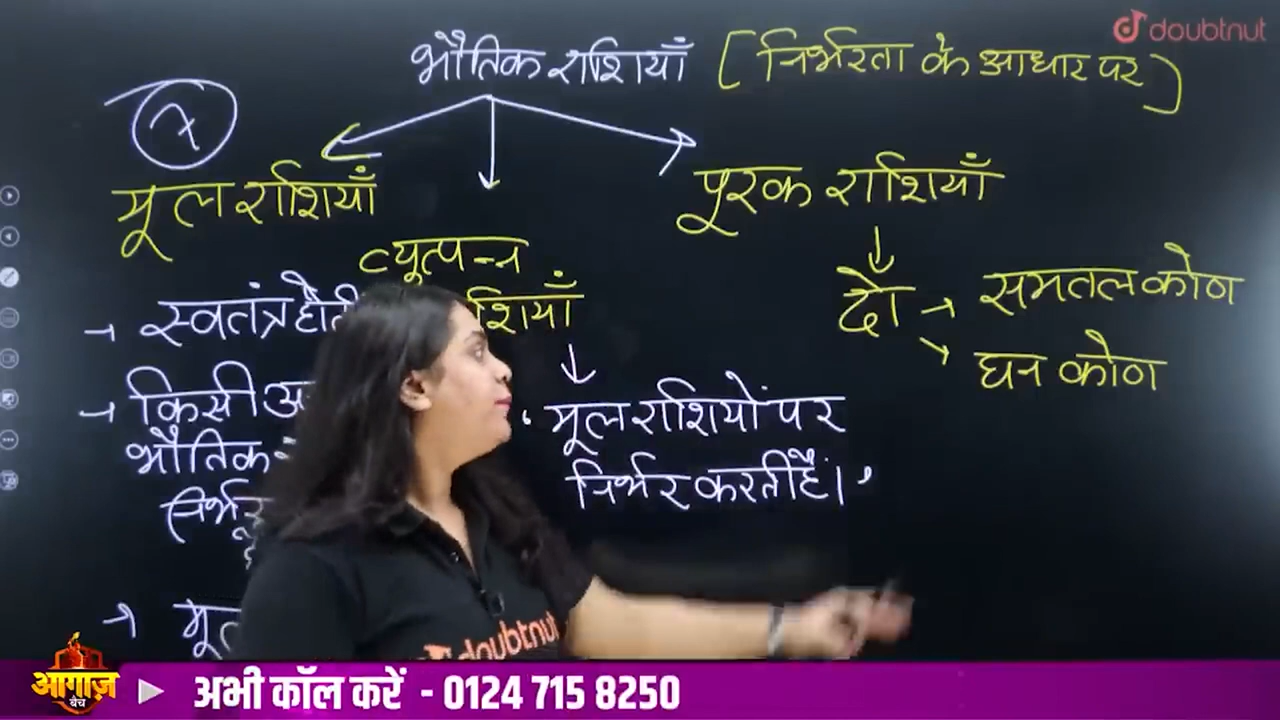 doubtnut
भौतिक राशियाँ [निर्भरता के आधार पर]
7
मूल राशियाँ
पूरक राशियाँ
व्युत्पन्न
→ स्वतंत्र
दो → समतल कोण
→ घन कोण
→ किसी
भौतिक
मूल राशियों पर
निर्भर करती हैं।
doubtnut
आगाज़
बैच
अभी कॉल करें - 0124 715 8250